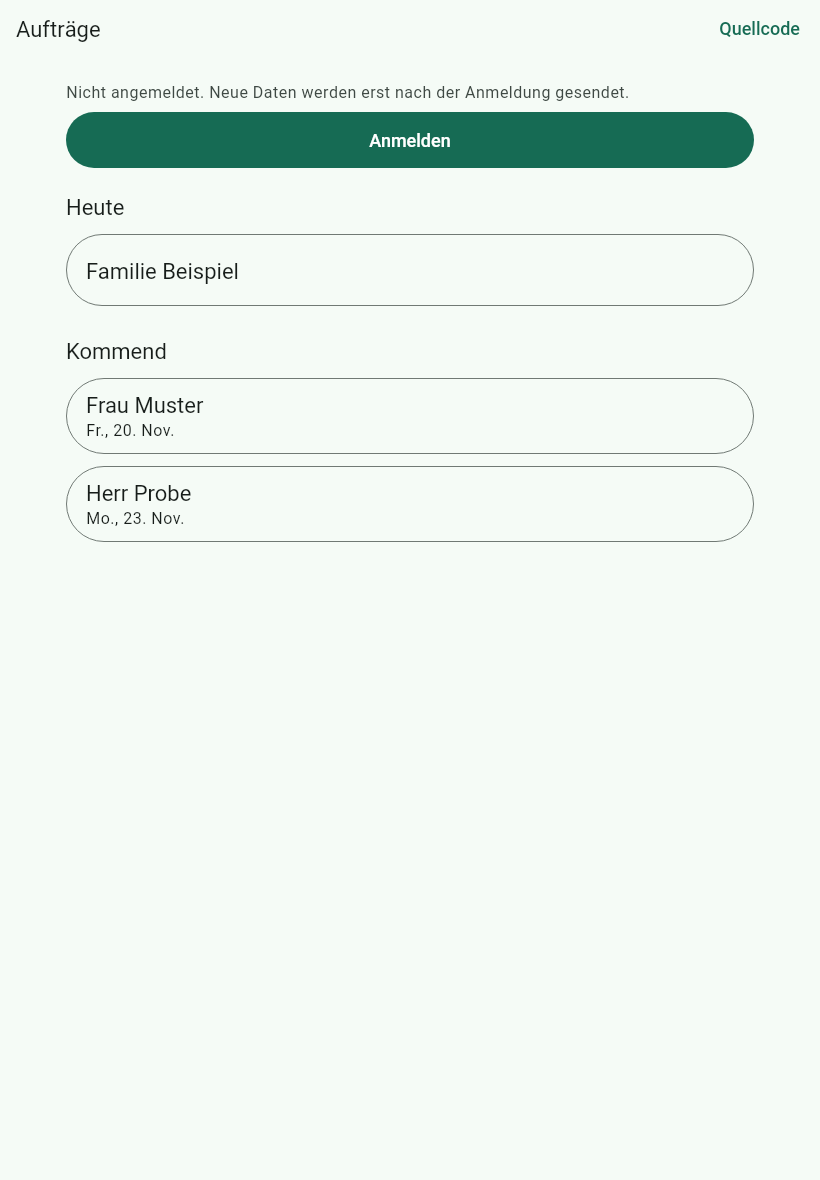 Aufträge
Quellcode
Nicht angemeldet. Neue Daten werden erst nach der Anmeldung gesendet.
Anmelden
Heute
Familie Beispiel
Kommend
Frau Muster
Fr., 20. Nov.
Herr Probe
Mo., 23. Nov.